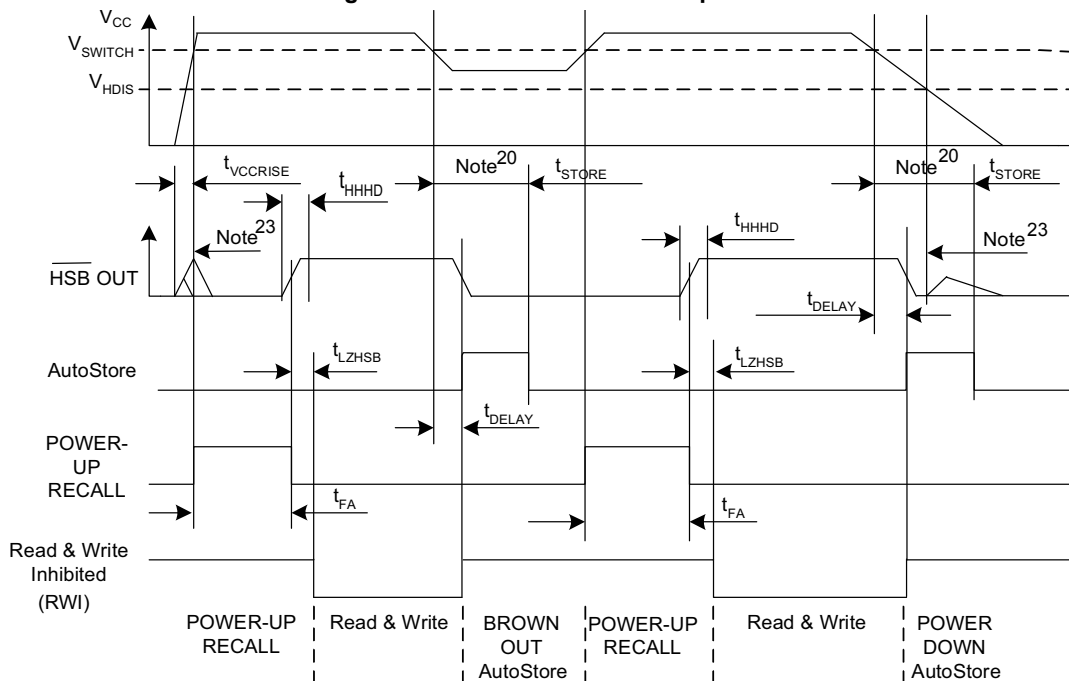 V_CC
V_SWITCH
V_HDIS
t_VCCRISE
Note^20
t_STORE
Note^20
t_STORE
t_HHHD
t_HHHD
Note^23
Note^23
HSB OUT
t_DELAY
t_LZHSB
t_LZHSB
AutoStore
t_DELAY
POWER-
UP
RECALL
t_FA
t_FA
Read & Write
Inhibited
(RWI)
POWER-UP
RECALL
Read & Write
BROWN
OUT
AutoStore
POWER-UP
RECALL
Read & Write
POWER
DOWN
AutoStore